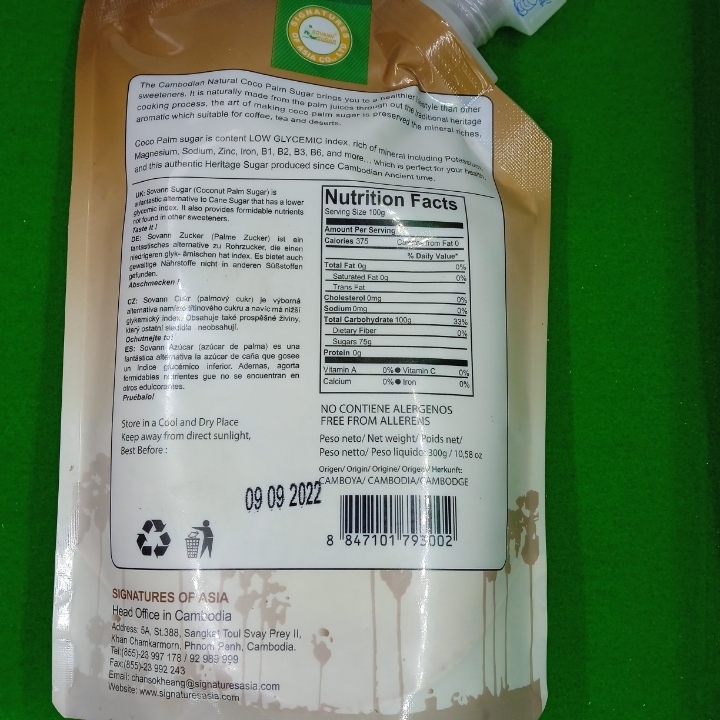 SIGNATURES
OF ASIA CO., LTD
SOVANN
The Cambodian Natural Coco Palm Sugar brings you to a healthier lifestyle than other
sweeteners. It is naturally made from the palm juices through out the traditional heritage
cooking process, the art of making coco palm sugar is preserved the mineral riches,
aromatic which suitable for coffee, tea and deserts.
Coco Palm sugar is content LOW GLYCEMIC index, rich of mineral including Potassium,
Magnesium, Sodium, Zinc, Iron, B1, B2, B3, B6, and more... which is perfect for your health,
and this authentic Heritage Sugar produced since Cambodian Ancient time.
UK: Sovann Sugar (Coconut Palm Sugar) is
a fantastic alternative to Cane Sugar that has a lower
glycemic index. It also provides formidable nutrients
not found in other sweeteners.
Taste it !
DE: Sovann Zucker (Palme Zucker) ist ein
fantastisches alternative zu Rohrzucker, die einen
niedrigeren glyk- ämischen hat index. Es bietet auch
gewaltige Nährstoffe nicht in anderen Süßstoffen
gefunden.
Abschmecken !
CZ: Sovann Cukr (palmový cukr) je výborná
alternativa namísto třtinového cukru a navíc má nižší
glykemický index. Obsahuje také prospěšné živiny,
který ostatní sladidla neobsahují.
Ochutnejte to!
ES: Sovann Azúcar (azúcar de palma) es una
fantástica alternativa la azúcar de caña que gosee
un índice glucémico inferior. Ademas, agorta
formidables nutrientes gue no se encuentran en
otros edulcorantes.
Pruébalo!
Nutrition Facts
Serving Size 100g
Amount Per Serving
Calories 375 Calories from Fat 0
% Daily Value*
Total Fat 0g 0%
Saturated Fat 0g 0%
Trans Fat
Cholesterol 0mg 0%
Sodium 0mg 0%
Total Carbohydrate 100g 33%
Dietary Fiber 0%
Sugars 75g
Protein 0g
Vitamin A 0% ● Vitamin C 0%
Calcium 0% ● Iron 0%
NO CONTIENE ALERGENOS
FREE FROM ALLERENS
Peso neto/ Net weight/ Poids net/
Peso netto/ Peso liquido: 300g / 10,58 oz
Origen/ Origin/ Origine/ Origen/ Herkunft:
CAMBOYA/ CAMBODIA/CAMBODGE
Store in a Cool and Dry Place
Keep away from direct sunlight,
Best Before :
09 09 2022
8 847101 793002
SIGNATURES OF ASIA
Head Office in Cambodia
Address: 5A, St.388, Sangkat Toul Svay Prey II,
Khan Chamkarmorn, Phnom Panh, Cambodia.
Tel:(855)-23 997 178 / 92 989 999
Fax:(855)-23 992 243
Email: chansokheang@signaturesasia.com
Website: www.signaturesasia.com